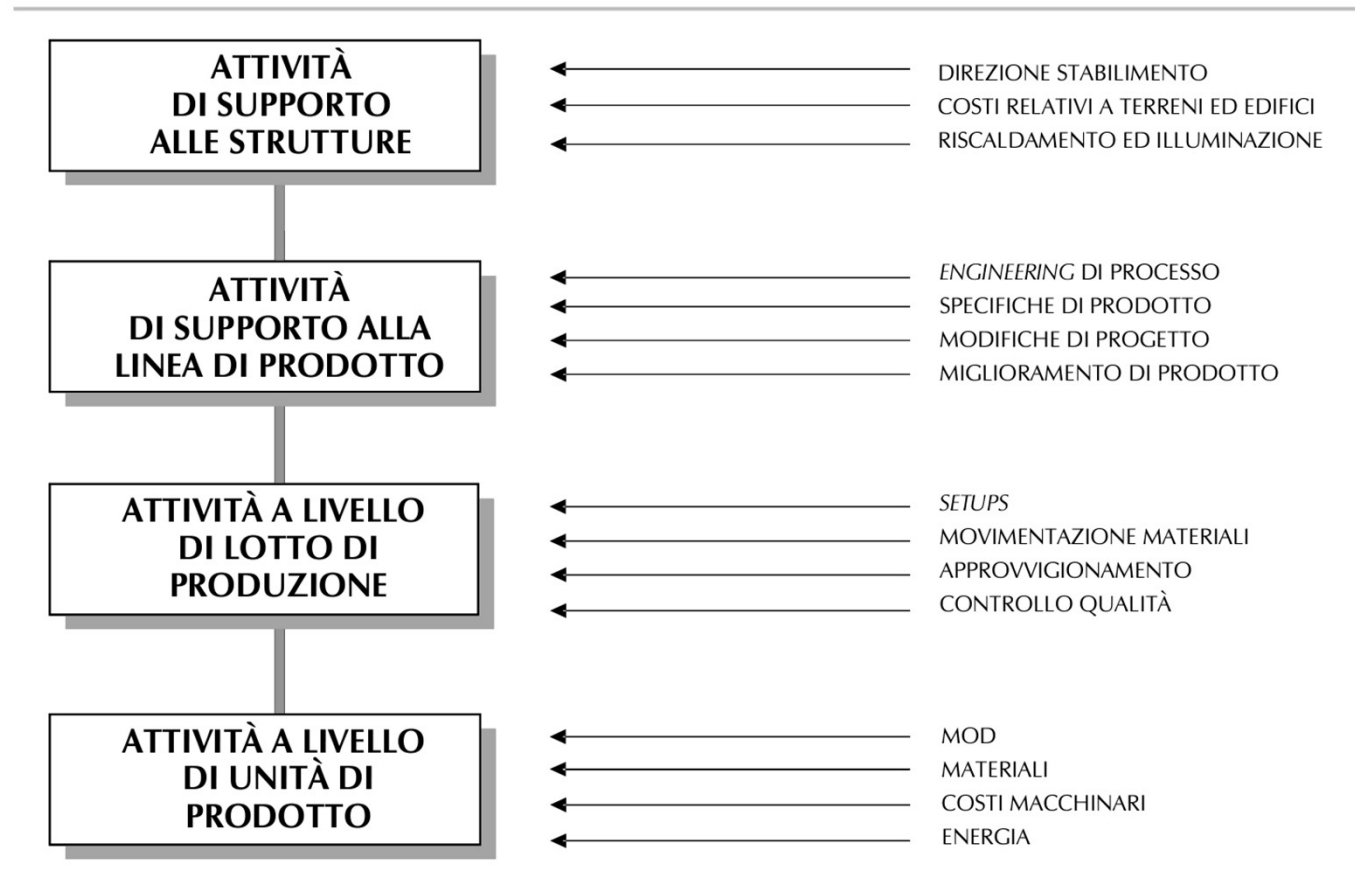 ATTIVITÀ
DI SUPPORTO
ALLE STRUTTURE
DIREZIONE STABILIMENTO
COSTI RELATIVI A TERRENI ED EDIFICI
RISCALDAMENTO ED ILLUMINAZIONE
ATTIVITÀ
DI SUPPORTO ALLA
LINEA DI PRODOTTO
ENGINEERING DI PROCESSO
SPECIFICHE DI PRODOTTO
MODIFICHE DI PROGETTO
MIGLIORAMENTO DI PRODOTTO
ATTIVITÀ A LIVELLO
DI LOTTO DI
PRODUZIONE
SETUPS
MOVIMENTAZIONE MATERIALI
APPROVVIGIONAMENTO
CONTROLLO QUALITÀ
ATTIVITÀ A LIVELLO
DI UNITÀ DI
PRODOTTO
MOD
MATERIALI
COSTI MACCHINARI
ENERGIA